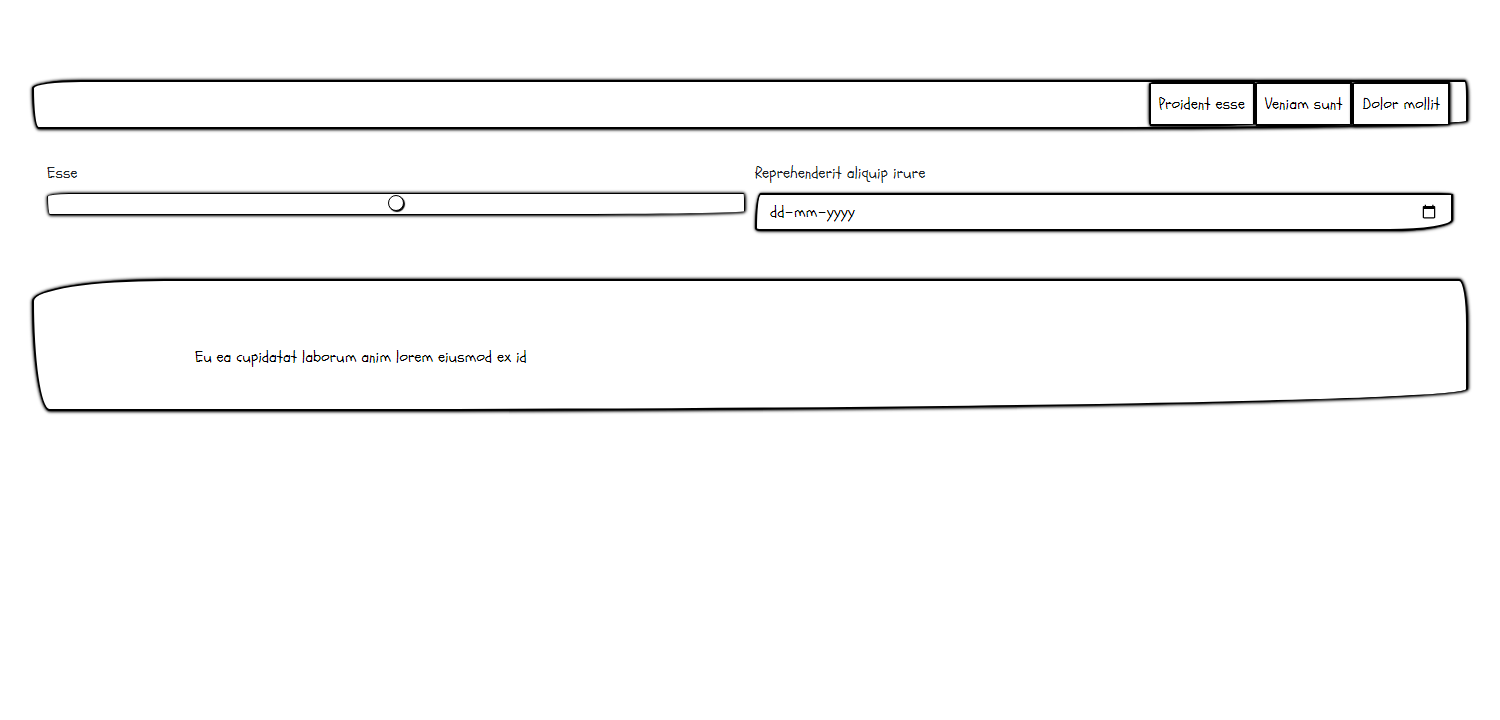 Proident esse Veniam sunt Dolor mollit
Esse
Reprehenderit aliquip irure
dd-mm-yyyy
Eu ea cupidatat laborum anim lorem eiusmod ex id